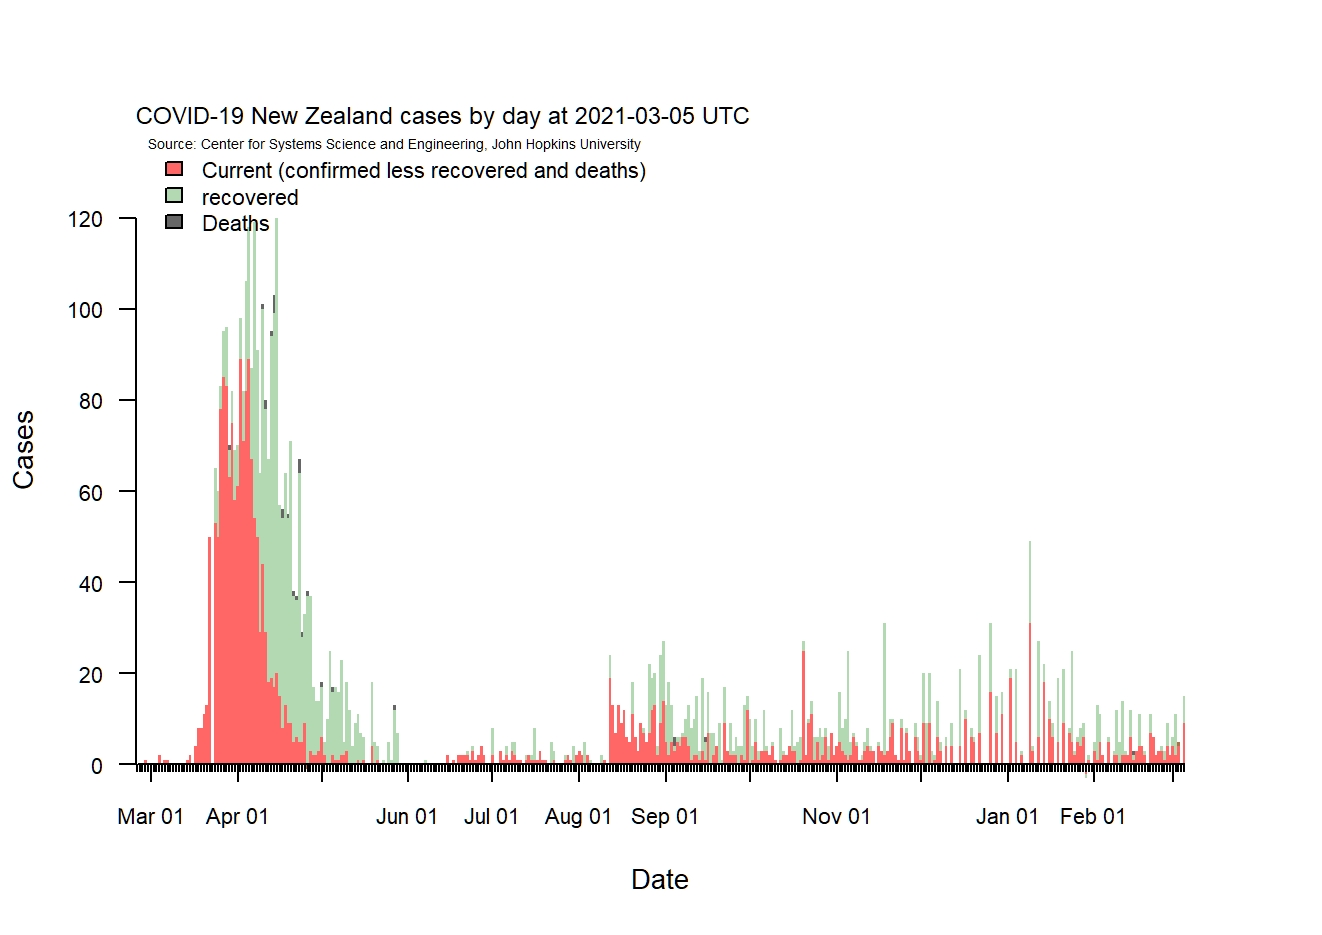 COVID-19 New Zealand cases by day at 2021-03-05 UTC
Source: Center for Systems Science and Engineering, John Hopkins University
Current (confirmed less recovered and deaths)
recovered
Deaths
120
100
80
60
40
20
0
Cases
Mar 01 Apr 01 Jun 01 Jul 01 Aug 01 Sep 01 Nov 01 Jan 01 Feb 01
Date